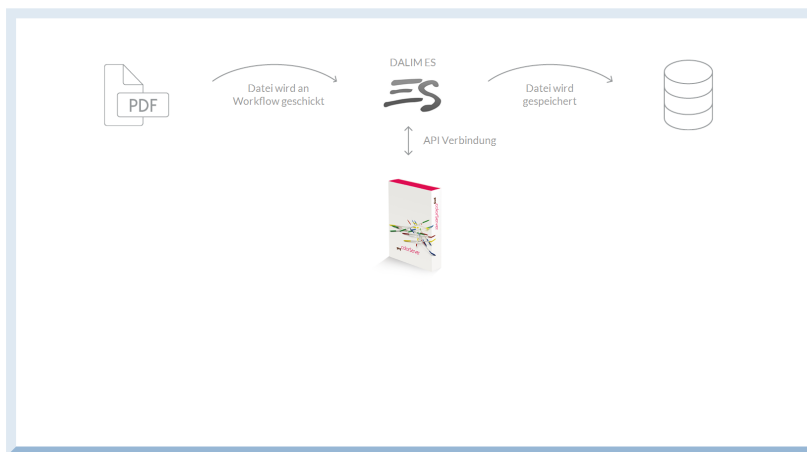 DALIM ES
PDF
Datei wird an
Workflow geschickt
ES
Datei wird
gespeichert
API Verbindung